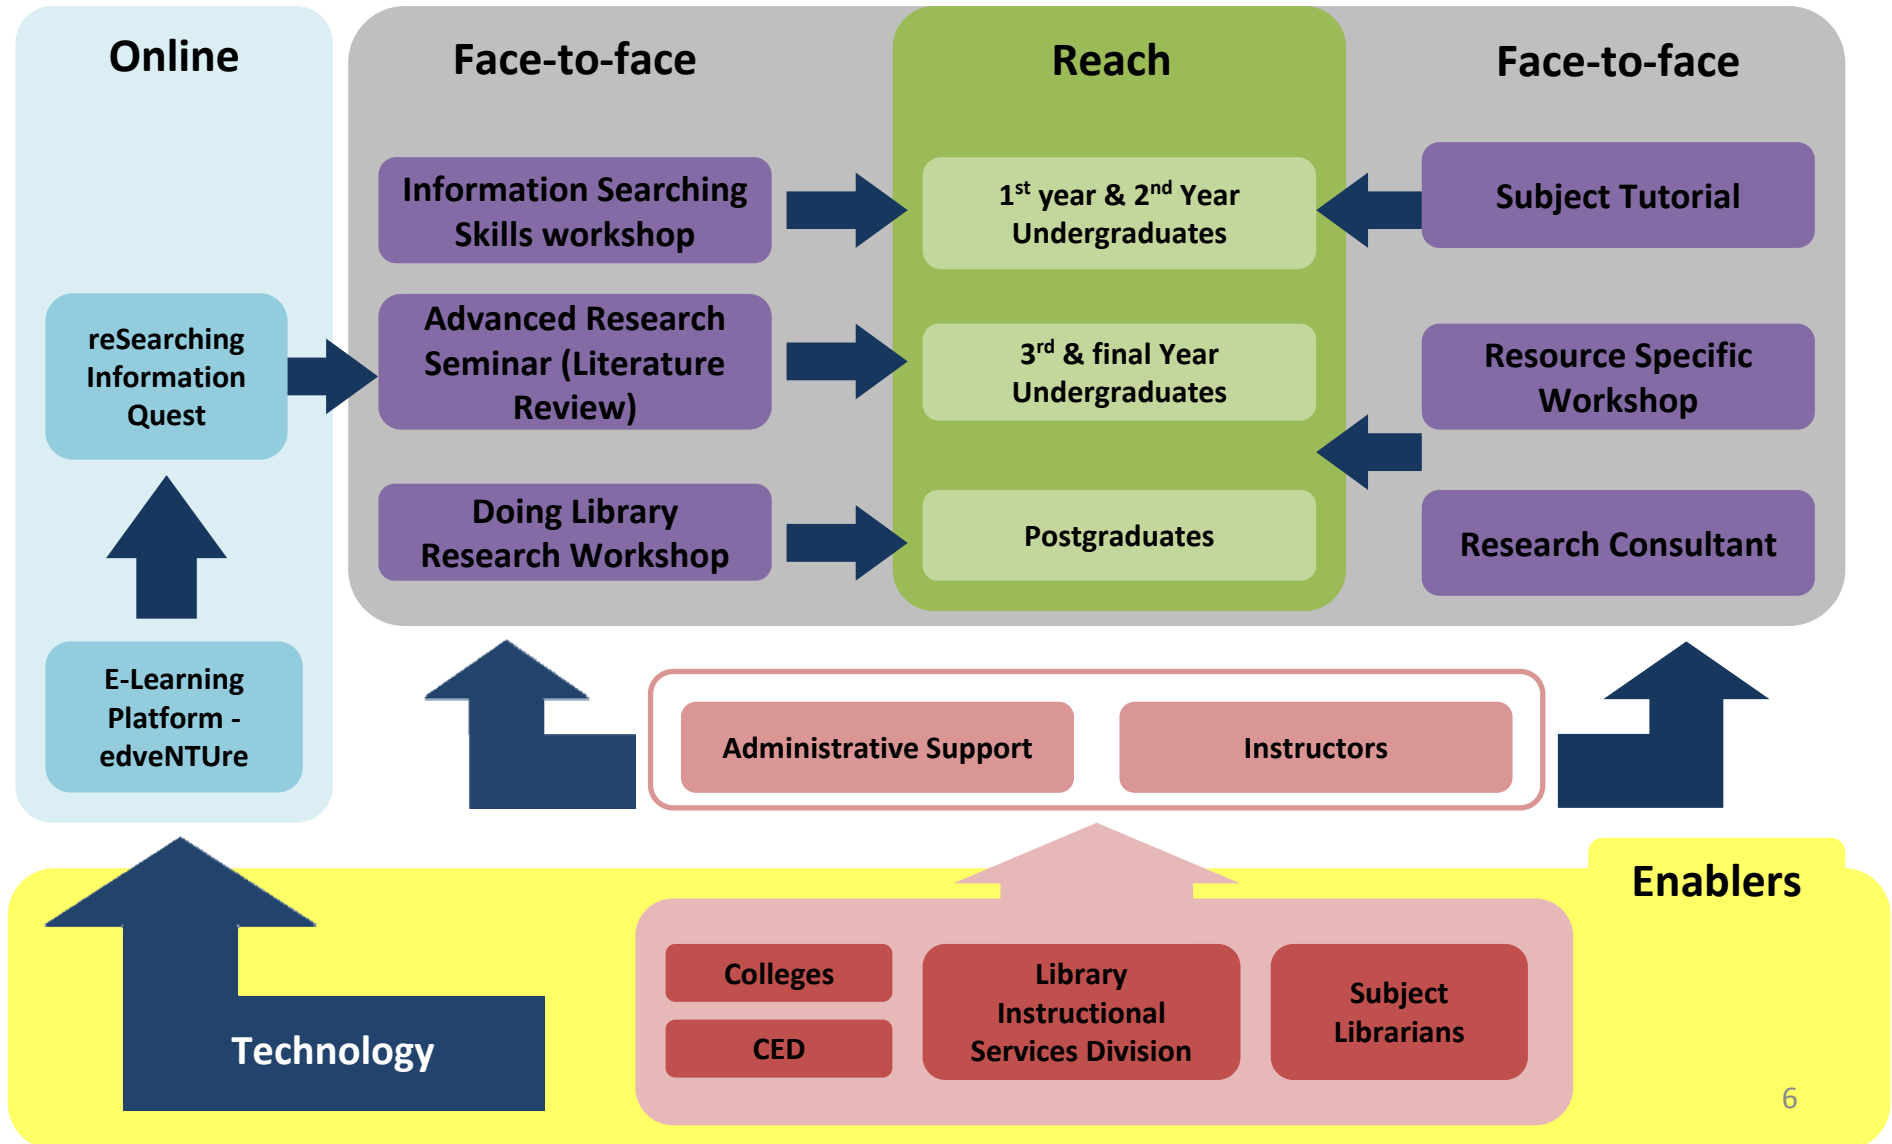 Online
Face-to-face
Reach
Face-to-face
Information Searching
Skills workshop
1st year & 2nd Year
Undergraduates
Subject Tutorial
reSearching
Information
Quest
Advanced Research
Seminar (Literature
Review)
3rd & final Year
Undergraduates
Resource Specific
Workshop
Doing Library
Research Workshop
Postgraduates
Research Consultant
E-Learning
Platform -
edveNTUre
Administrative Support
Instructors
Enablers
Technology
Colleges
CED
Library
Instructional
Services Division
Subject
Librarians
6